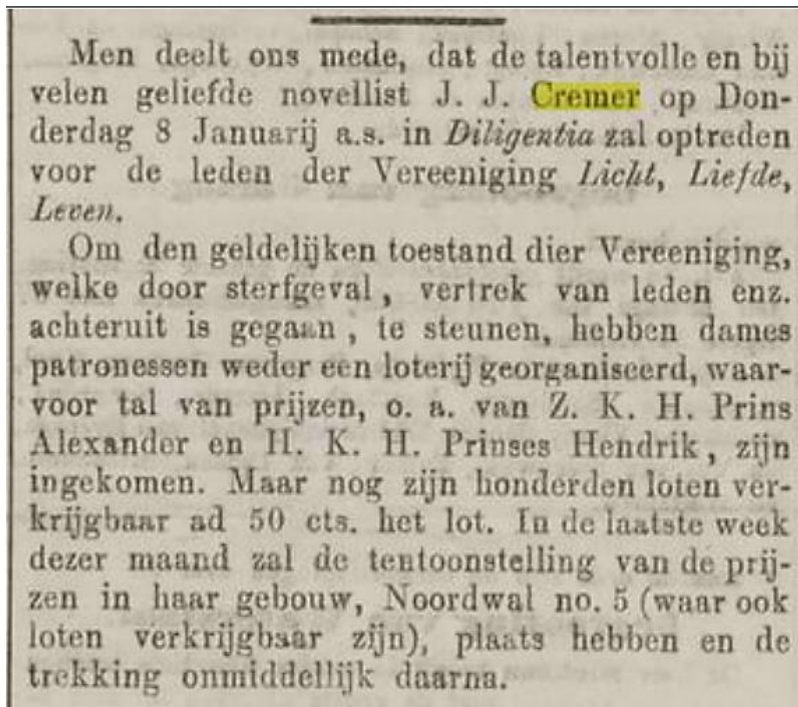 Men deelt ons mede, dat de talentvolle en bij
velen geliefde novellist J. J. Cremer op Don-
derdag 8 Januarij a.s. in Diligentia zal optreden
voor de leden der Vereeniging Licht, Liefde,
Leven.
Om den geldelijken toestand dier Vereeniging,
welke door sterfgeval, vertrek van leden enz.
achteruit is gegaan, te steunen, hebben dames
patronessen weder een loterij georganiseerd, waar-
voor tal van prijzen, o. a. van Z. K. H. Prins
Alexander en H. K. H. Prinses Hendrik, zijn
ingekomen. Maar nog zijn honderden loten ver-
krijgbaar ad 50 cts. het lot. In de laatste week
dezer maand zal de tentoonstelling van de prij-
zen in haar gebouw, Noordwal no. 5 (waar ook
loten verkrijgbaar zijn), plaats hebben en de
trekking onmiddellijk daarna.